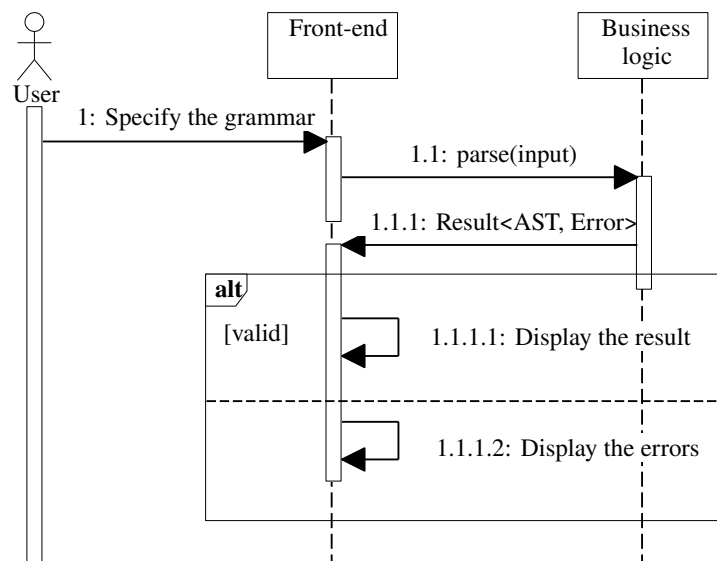 Front-end
Business
logic
User
1: Specify the grammar
1.1: parse(input)
1.1.1: Result<AST, Error>
alt
[valid]
1.1.1.1: Display the result
1.1.1.2: Display the errors